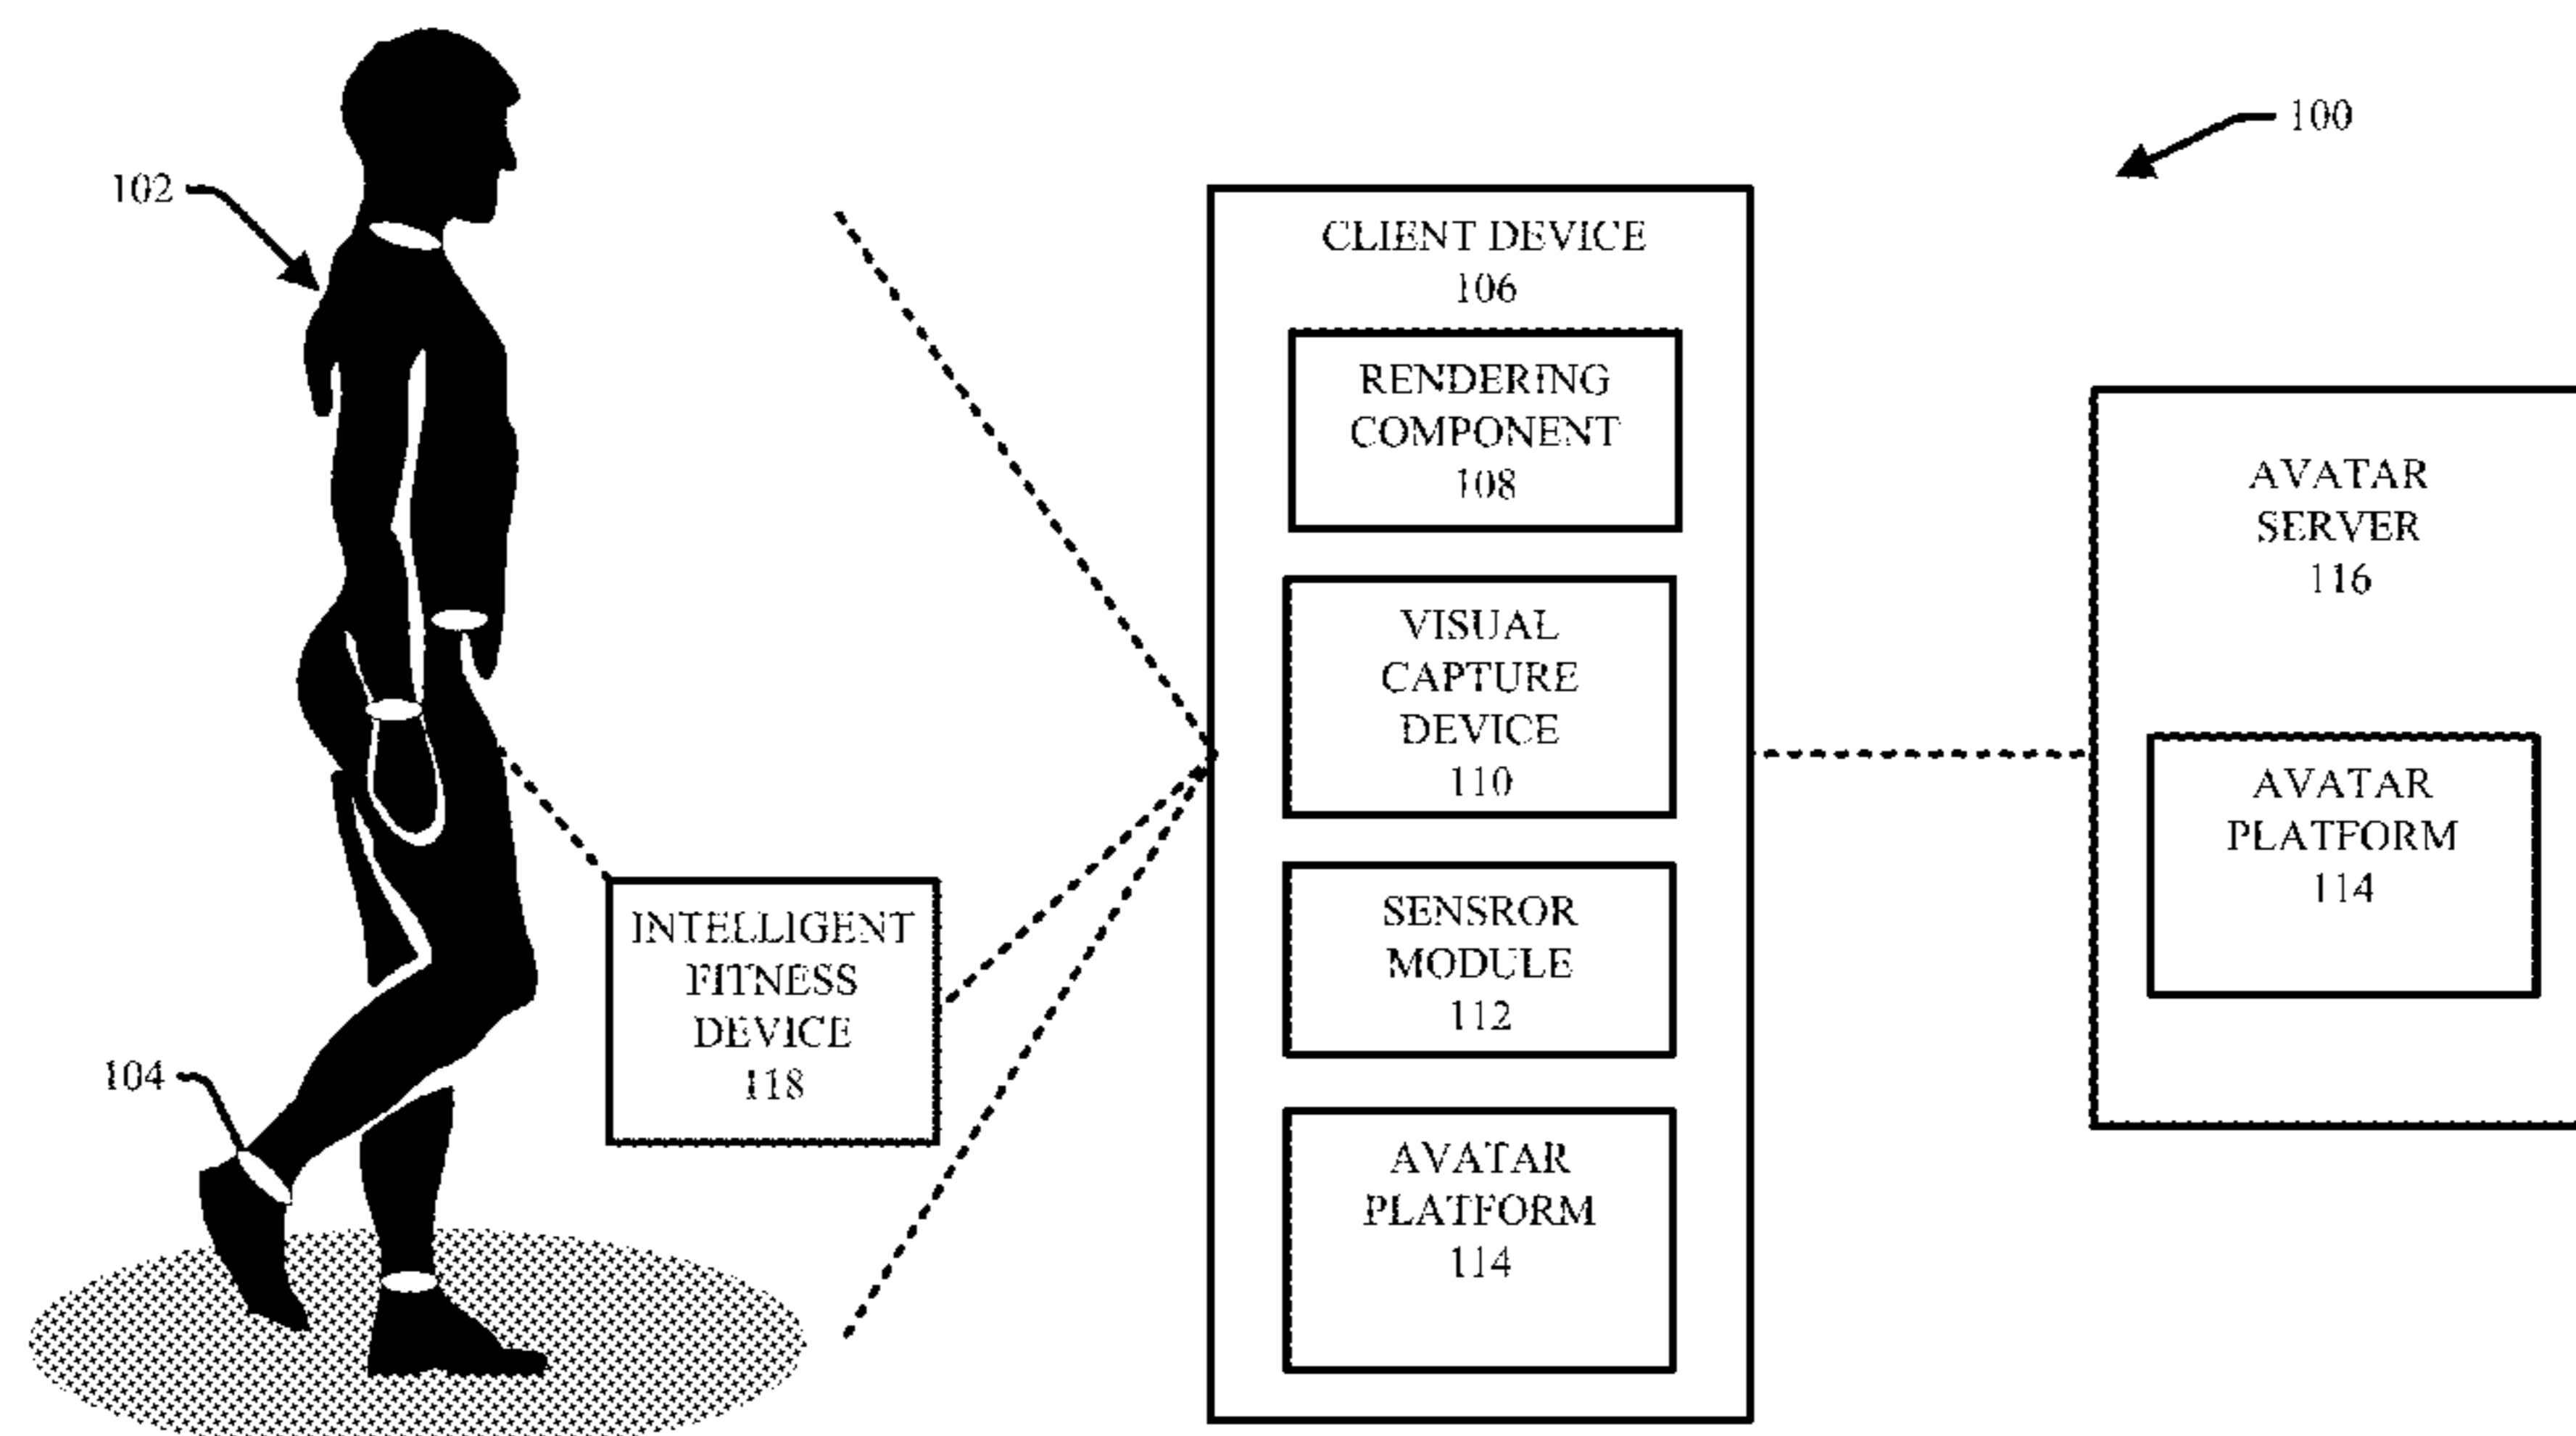 100
102
CLIENT DEVICE
106
RENDERING
COMPONENT
108
VISUAL
CAPTURE
DEVICE
110
SENSROR
MODULE
112
AVATAR
PLATFORM
114
AVATAR
SERVER
116
AVATAR
PLATFORM
114
INTELLIGENT
FITNESS
DEVICE
118
104